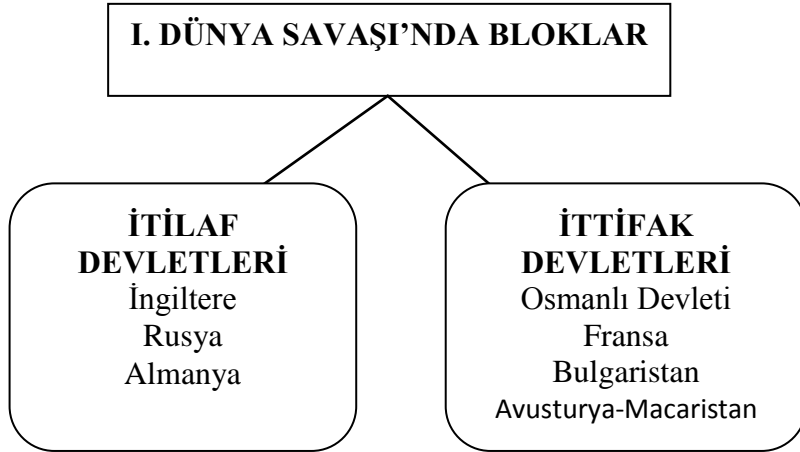 I. DÜNYA SAVAŞI’NDA BLOKLAR
İTİLAF
DEVLETLERİ
İngiltere
Rusya
Almanya
İTTİFAK
DEVLETLERİ
Osmanlı Devleti
Fransa
Bulgaristan
Avusturya-Macaristan